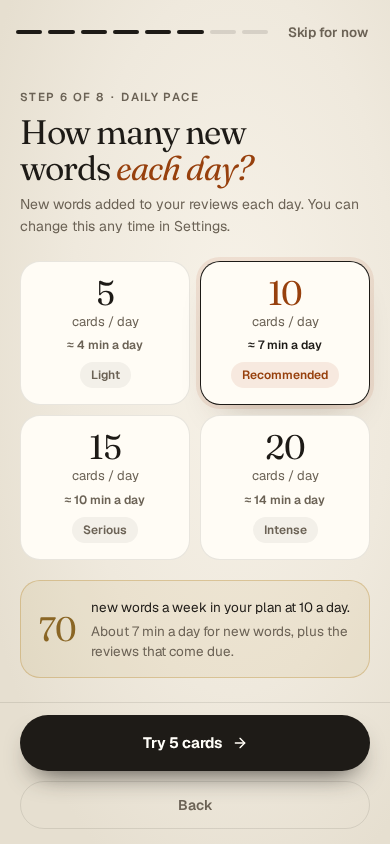 Skip for now
STEP 6 OF 8 · DAILY PACE
How many new
words each day?
New words added to your reviews each day. You can
change this any time in Settings.
5
cards / day
≈ 4 min a day
Light
10
cards / day
≈ 7 min a day
Recommended
15
cards / day
≈ 10 min a day
Serious
20
cards / day
≈ 14 min a day
Intense
70
new words a week in your plan at 10 a day.
About 7 min a day for new words, plus the
reviews that come due.
Try 5 cards →
Back